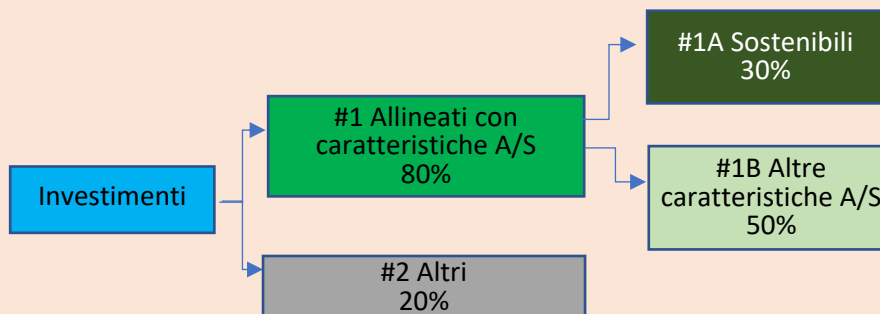 Investimenti
#1 Allineati con
caratteristiche A/S
80%
#2 Altri
20%
#1A Sostenibili
30%
#1B Altre
caratteristiche A/S
50%